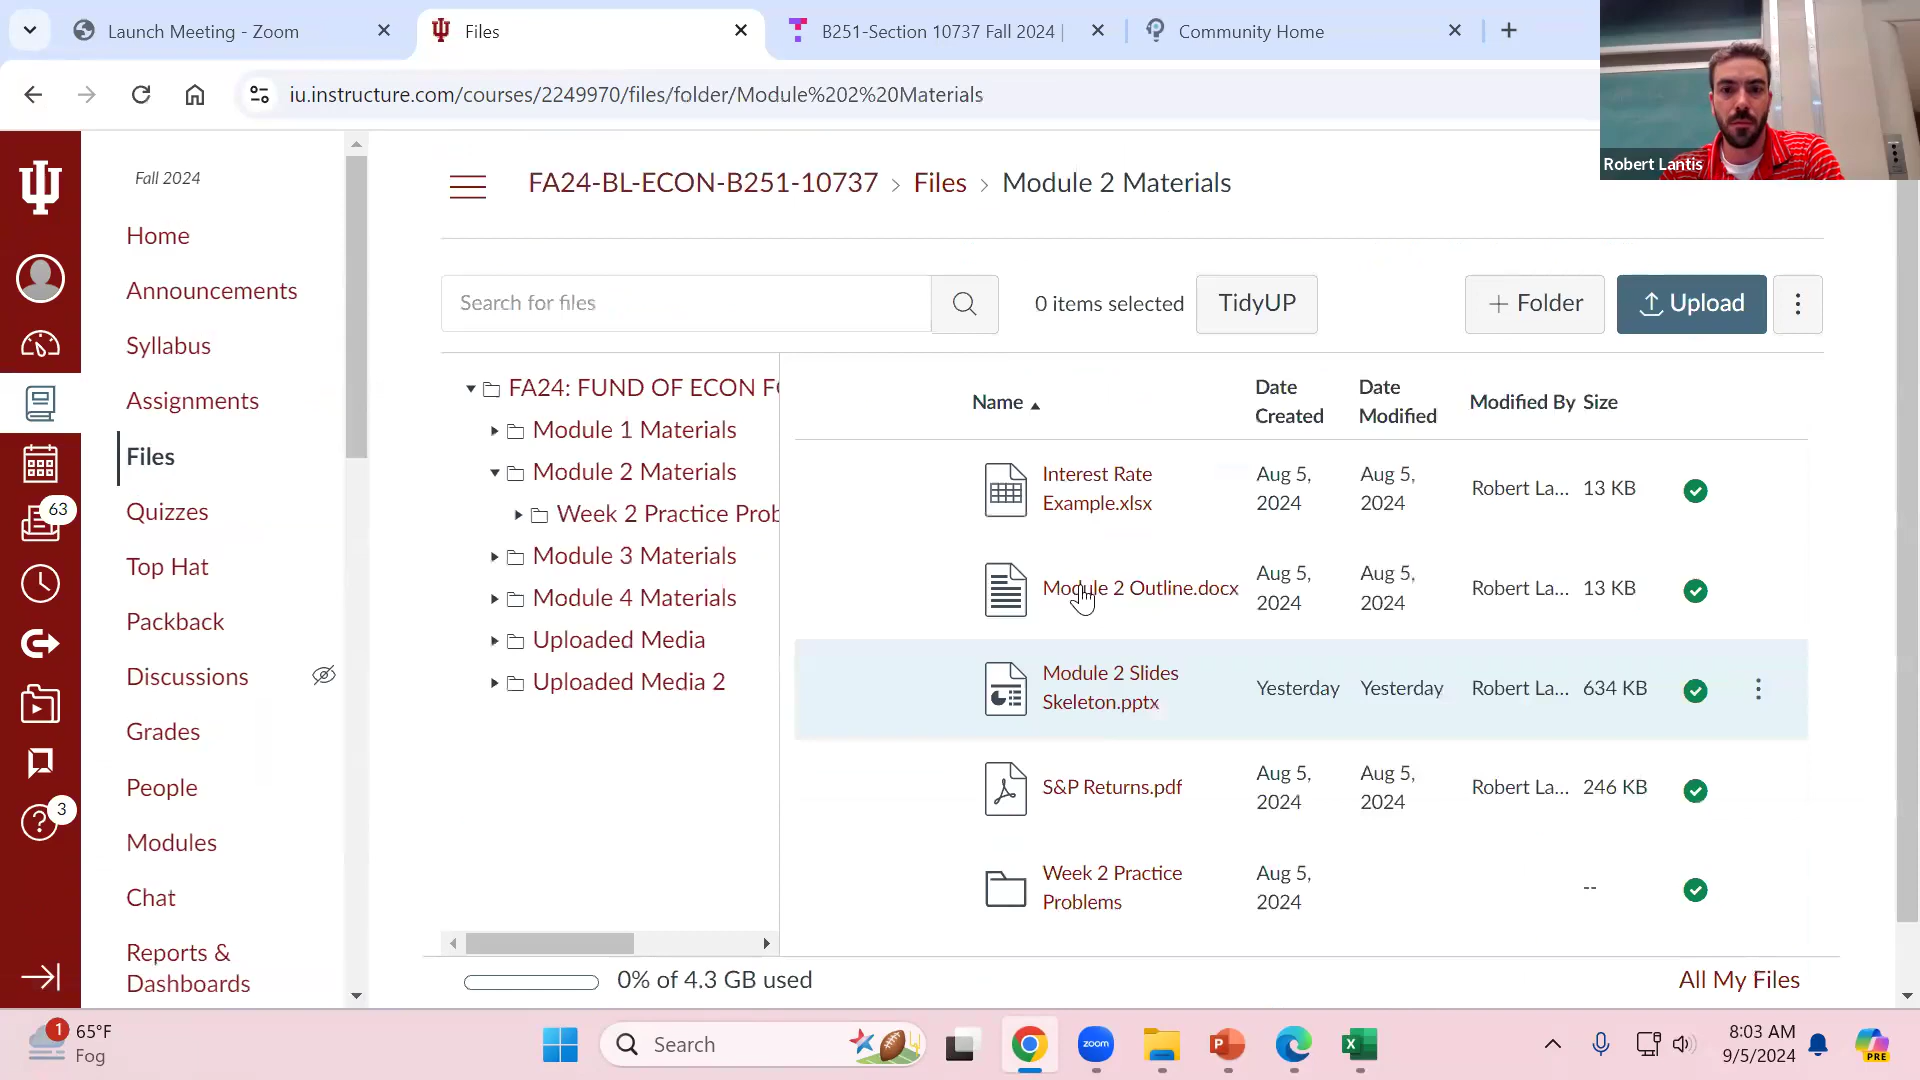 Launch Meeting - Zoom
Files
B251-Section 10737 Fall 2024 |
Community Home
iu.instructure.com/courses/2249970/files/folder/Module%202%20Materials
Robert Lantis
Fall 2024
Home
Announcements
Syllabus
Assignments
Files
Quizzes
Top Hat
Packback
Discussions
Grades
People
Modules
Chat
Reports &
Dashboards
63
3
FA24-BL-ECON-B251-10737 > Files > Module 2 Materials
Search for files
0 items selected
TidyUP
+ Folder
Upload
FA24: FUND OF ECON FO
Module 1 Materials
Module 2 Materials
Week 2 Practice Prob
Module 3 Materials
Module 4 Materials
Uploaded Media
Uploaded Media 2
Name
Date
Created
Date
Modified
Modified By
Size
Interest Rate
Example.xlsx
Aug 5,
2024
Aug 5,
2024
Robert La...
13 KB
Module 2 Outline.docx
Aug 5,
2024
Aug 5,
2024
Robert La...
13 KB
Module 2 Slides
Skeleton.pptx
Yesterday
Yesterday
Robert La...
634 KB
S&P Returns.pdf
Aug 5,
2024
Aug 5,
2024
Robert La...
246 KB
Week 2 Practice
Problems
Aug 5,
2024
--
0% of 4.3 GB used
All My Files
1
65°F
Fog
Search
zoom
P
X
8:03 AM
9/5/2024
PRE